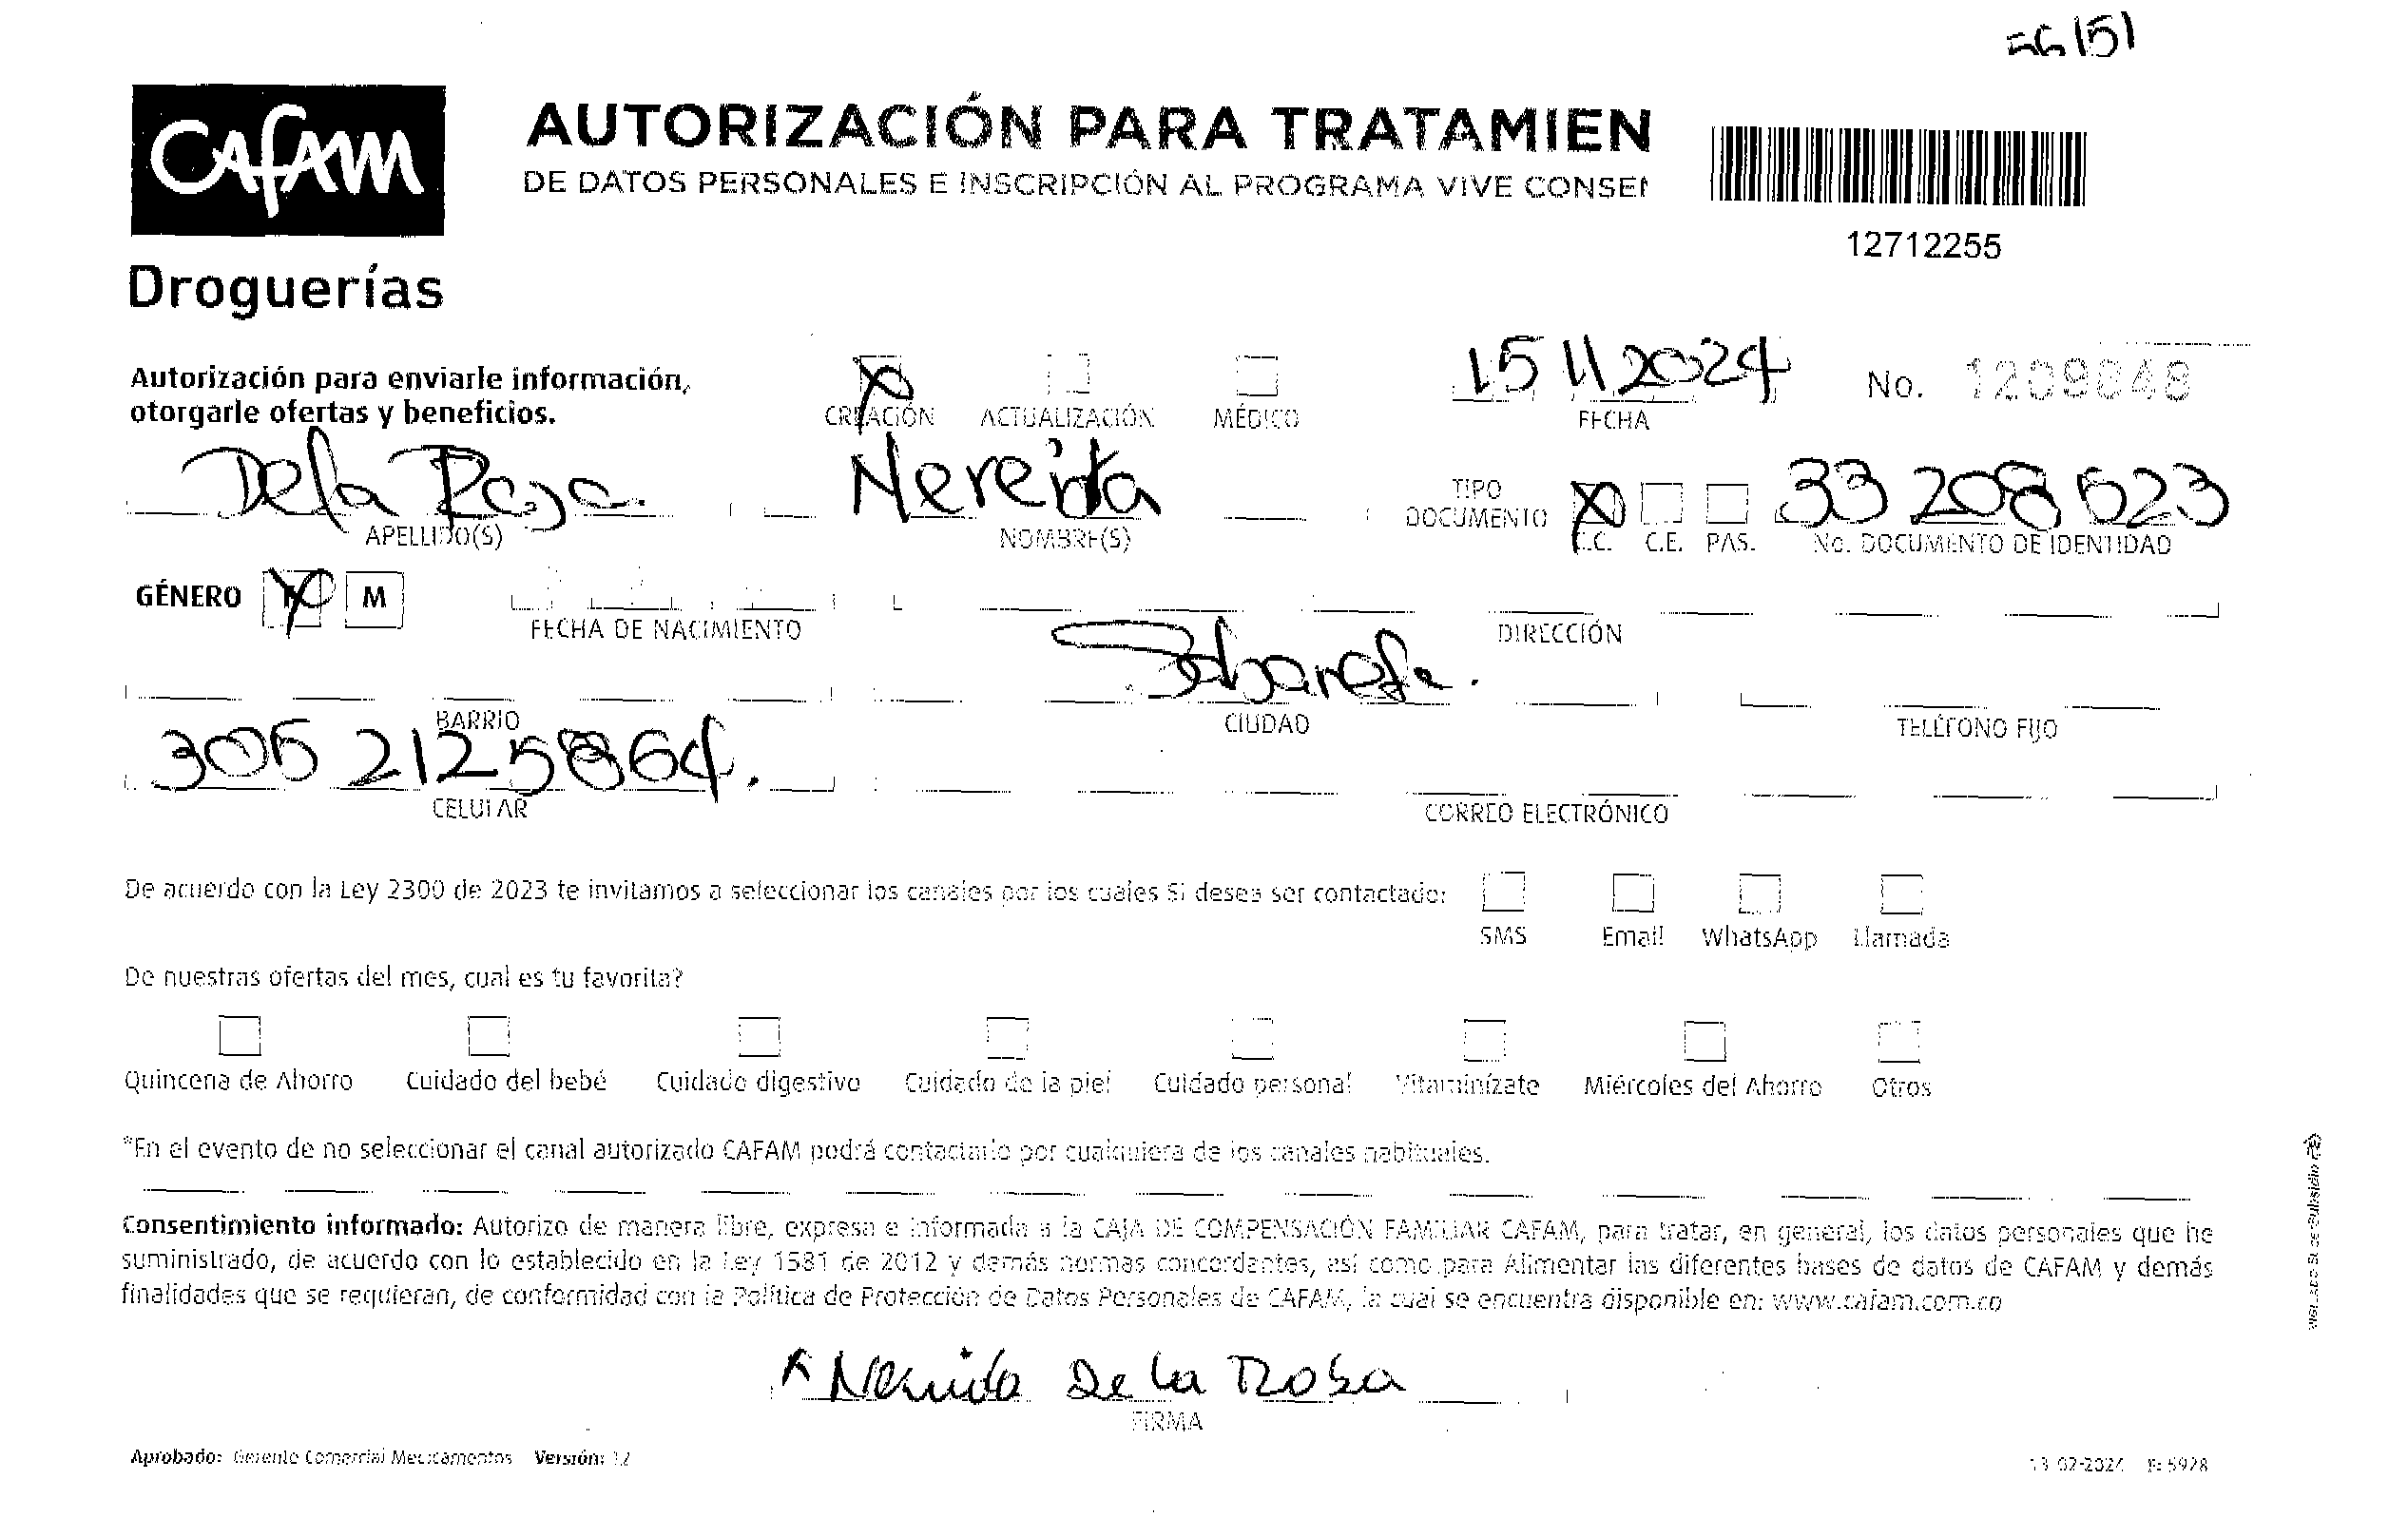 56151
CAFAM
Droguerías
AUTORIZACIÓN PARA TRATAMIEN
DE DATOS PERSONALES E INSCRIPCIÓN AL PROGRAMA VIVE CONSEI
12712255
Autorización para enviarle información,
otorgarle ofertas y beneficios.
X
CREACIÓN ACTUALIZACIÓN MÉDICO
15 11 2024
FECHA
No. 1209848
De la Rosa
APELLIDO(S)
Nereida
NOMBRE(S)
TIPO
DOCUMENTO
X
C.C. C.E. PAS.
33 208 623
No. DOCUMENTO DE IDENTIDAD
GÉNERO X M
FECHA DE NACIMIENTO
DIRECCIÓN
BARRIO
CIUDAD
TELÉFONO FIJO
305 2125864.
CELULAR
CORREO ELECTRÓNICO
De acuerdo con la Ley 2300 de 2023 te invitamos a seleccionar los canales por los cuales Si desea ser contactado:
SMS Email WhatsApp Llamada
De nuestras ofertas del mes, cual es tu favorita?
Quincena de Ahorro Cuidado del bebé Cuidado digestivo Cuidado de la piel Cuidado personal Vitaminízate Miércoles del Ahorro Otros
*En el evento de no seleccionar el canal autorizado CAFAM podrá contactarlo por cualquiera de los canales habituales.
Consentimiento informado: Autorizo de manera libre, expresa e informada a la CAJA DE COMPENSACIÓN FAMILIAR CAFAM, para tratar, en general, los datos personales que he
suministrado, de acuerdo con lo establecido en la Ley 1581 de 2012 y demás normas concordantes, así como para Alimentar las diferentes bases de datos de CAFAM y demás
finalidades que se requieran, de conformidad con la Política de Protección de Datos Personales de CAFAM, la cual se encuentra disponible en: www.cafam.com.co
x Nereida De la Rosa
FIRMA
Aprobado: Gerente Comercial Medicamentos Versión: 12
13-02-2024 F: 5928